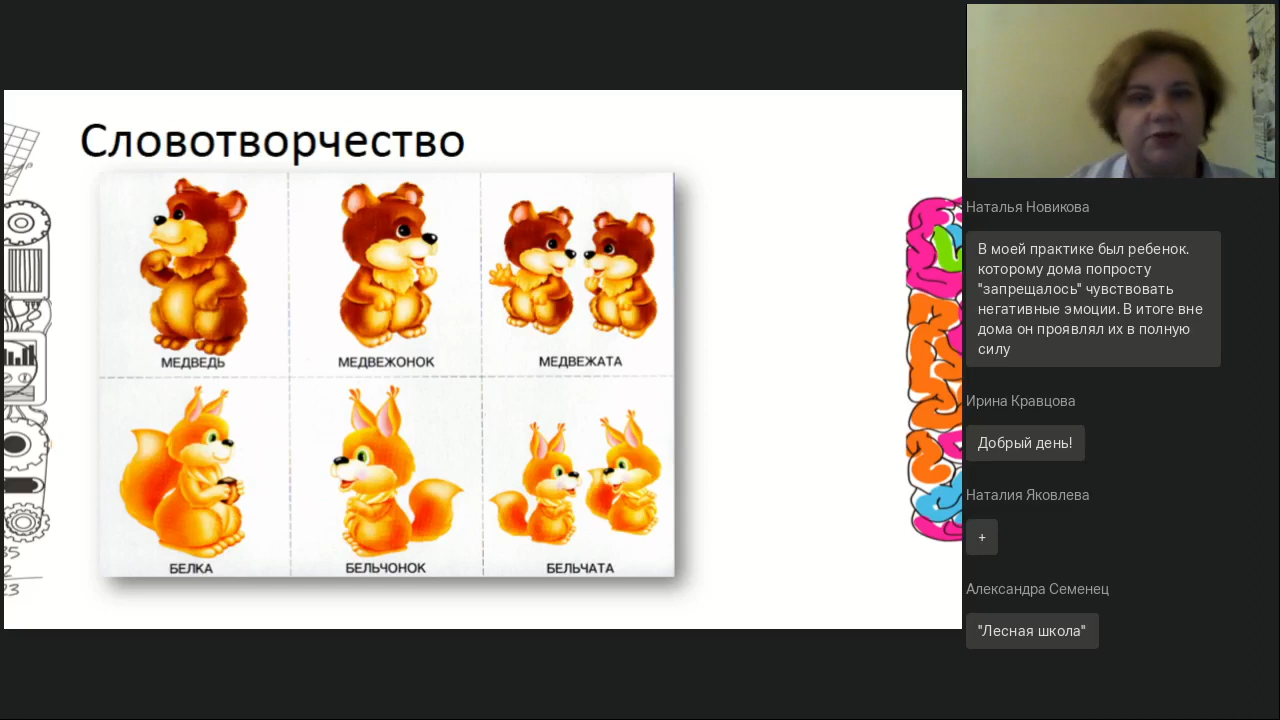 Словотворчество
МЕДВЕДЬ
МЕДВЕЖОНОК
МЕДВЕЖАТА
БЕЛКА
БЕЛЬЧОНОК
БЕЛЬЧАТА
Наталья Новикова
В моей практике был ребенок.
которому дома попросту
"запрещалось" чувствовать
негативные эмоции. В итоге вне
дома он проявлял их в полную
силу
Ирина Кравцова
Добрый день!
Наталия Яковлева
+
Александра Семенец
"Лесная школа"